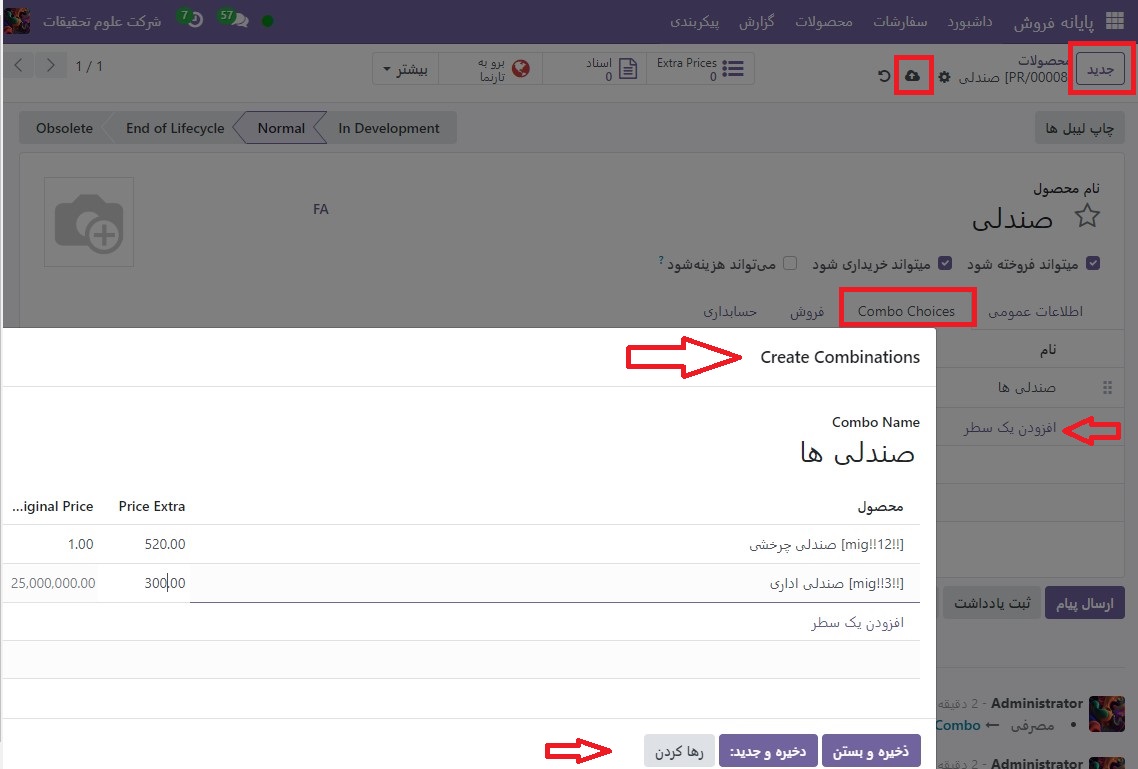 پایانه فروش داشبورد سفارشات محصولات گزارش پیکربندی 57 7 شرکت علوم تحقیقات
جدید
محصولات
[PR/00008] صندلی
Extra Prices 0
اسناد 0
برو به تارنما
بیشتر
1 / 1
چاپ لیبل ها
Obsolete End of Lifecycle Normal In Development
نام محصول
صندلی
FA
میتواند فروخته شود میتواند خریداری شود می‌تواند هزینه‌شود ?
اطلاعات عمومی Combo Choices فروش حسابداری
نام
صندلی ها
افزودن یک سطر
Create Combinations
Combo Name
صندلی ها
محصول Price Extra ...iginal Price
[mig!!12!!] صندلی چرخشی 520.00 1.00
[mig!!3!!] صندلی اداری 300.00 25,000,000.00
افزودن یک سطر
ذخیره و بستن دخیره و جدید: رها کردن
ارسال پیام ثبت یادداشت
Administrator - 2 دقیقه
مصرفی ← Combo
Administrator - 2 دقیقه